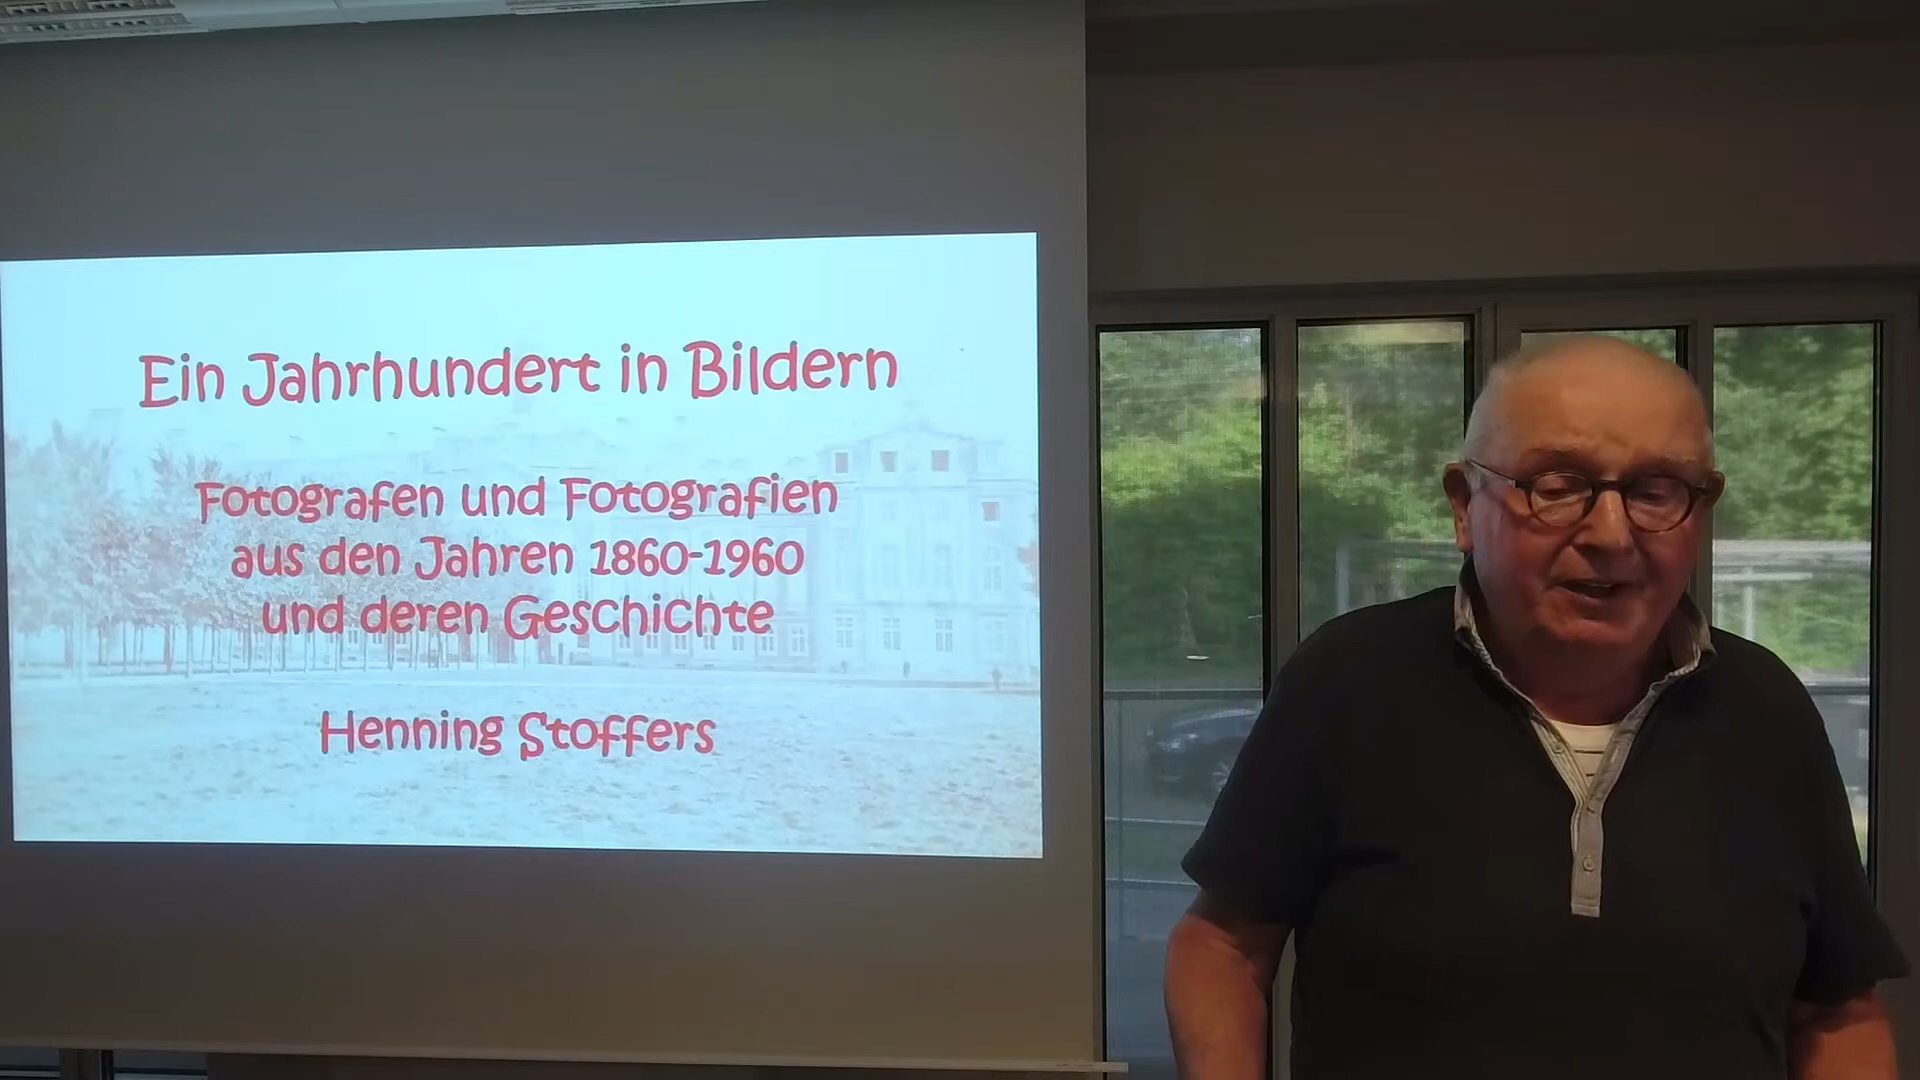 Ein Jahrhundert in Bildern
Fotografen und Fotografien
aus den Jahren 1860-1960
und deren Geschichte
Henning Stoffers